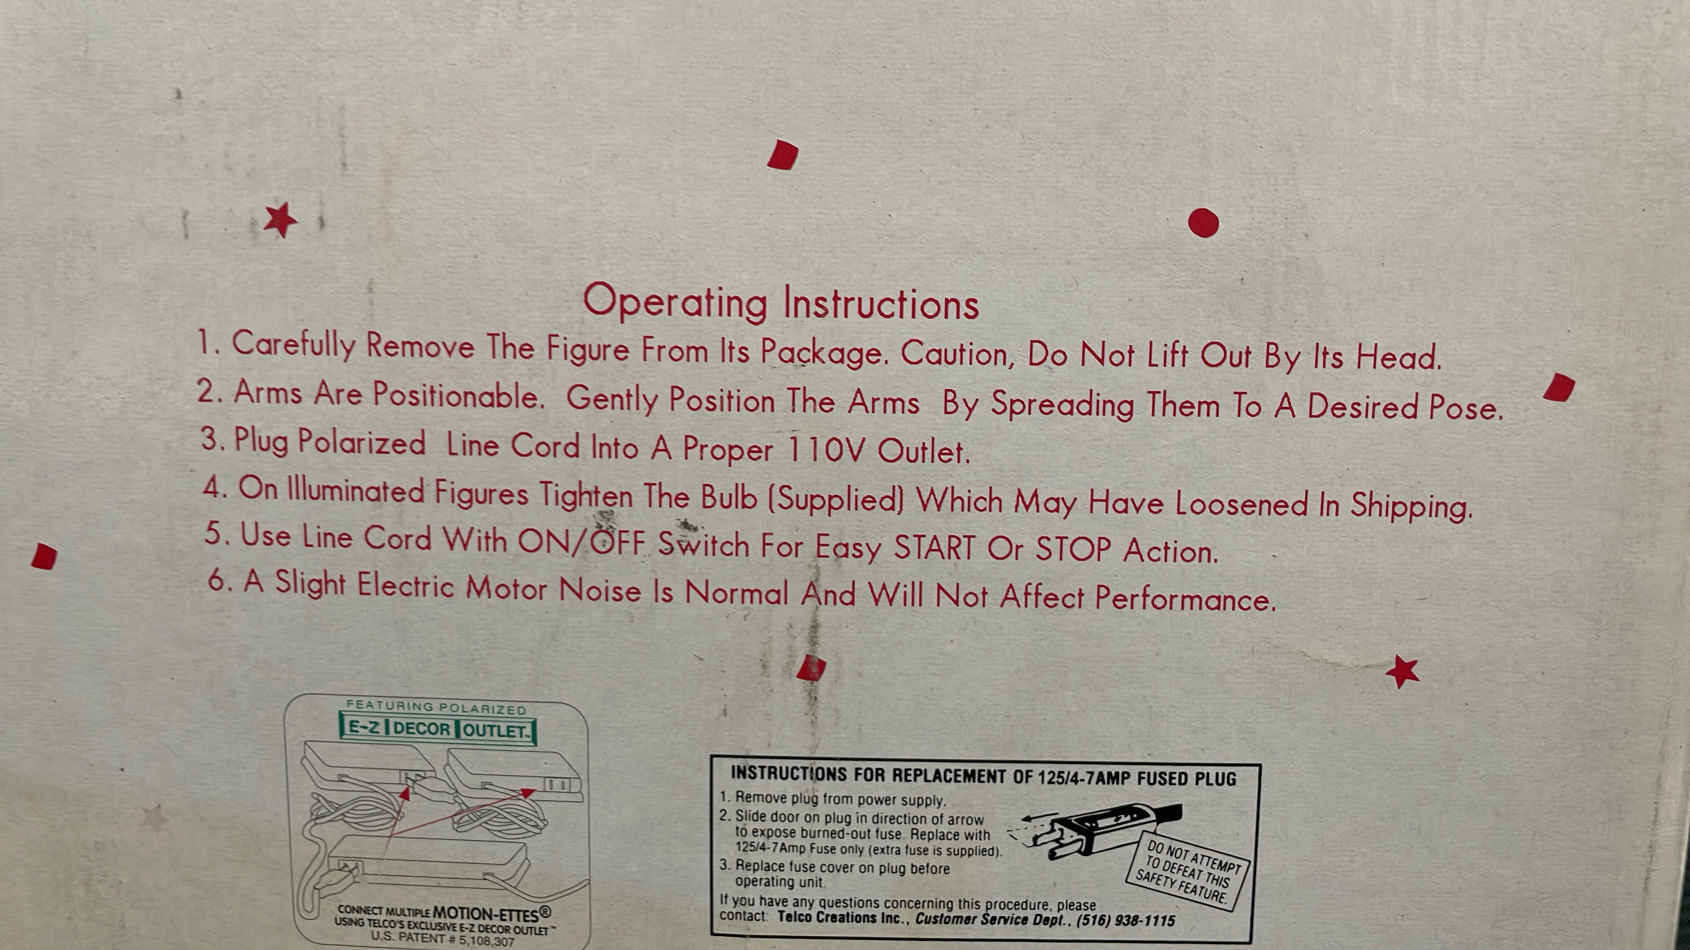 Operating Instructions
1. Carefully Remove The Figure From Its Package. Caution, Do Not Lift Out By Its Head.
2. Arms Are Positionable. Gently Position The Arms By Spreading Them To A Desired Pose.
3. Plug Polarized Line Cord Into A Proper 110V Outlet.
4. On Illuminated Figures Tighten The Bulb (Supplied) Which May Have Loosened In Shipping.
5. Use Line Cord With ON/OFF Switch For Easy START Or STOP Action.
6. A Slight Electric Motor Noise Is Normal And Will Not Affect Performance.
FEATURING POLARIZED
E-Z DECOR OUTLET™
CONNECT MULTIPLE MOTION-ETTES®
USING TELCO'S EXCLUSIVE E-Z DECOR OUTLET™
U.S. PATENT # 5,108,307
INSTRUCTIONS FOR REPLACEMENT OF 125/4-7AMP FUSED PLUG
1. Remove plug from power supply.
2. Slide door on plug in direction of arrow
to expose burned-out fuse. Replace with
125/4-7Amp Fuse only (extra fuse is supplied).
3. Replace fuse cover on plug before
operating unit.
DO NOT ATTEMPT
TO DEFEAT THIS
SAFETY FEATURE.
If you have any questions concerning this procedure, please
contact: Telco Creations Inc., Customer Service Dept., (516) 938-1115